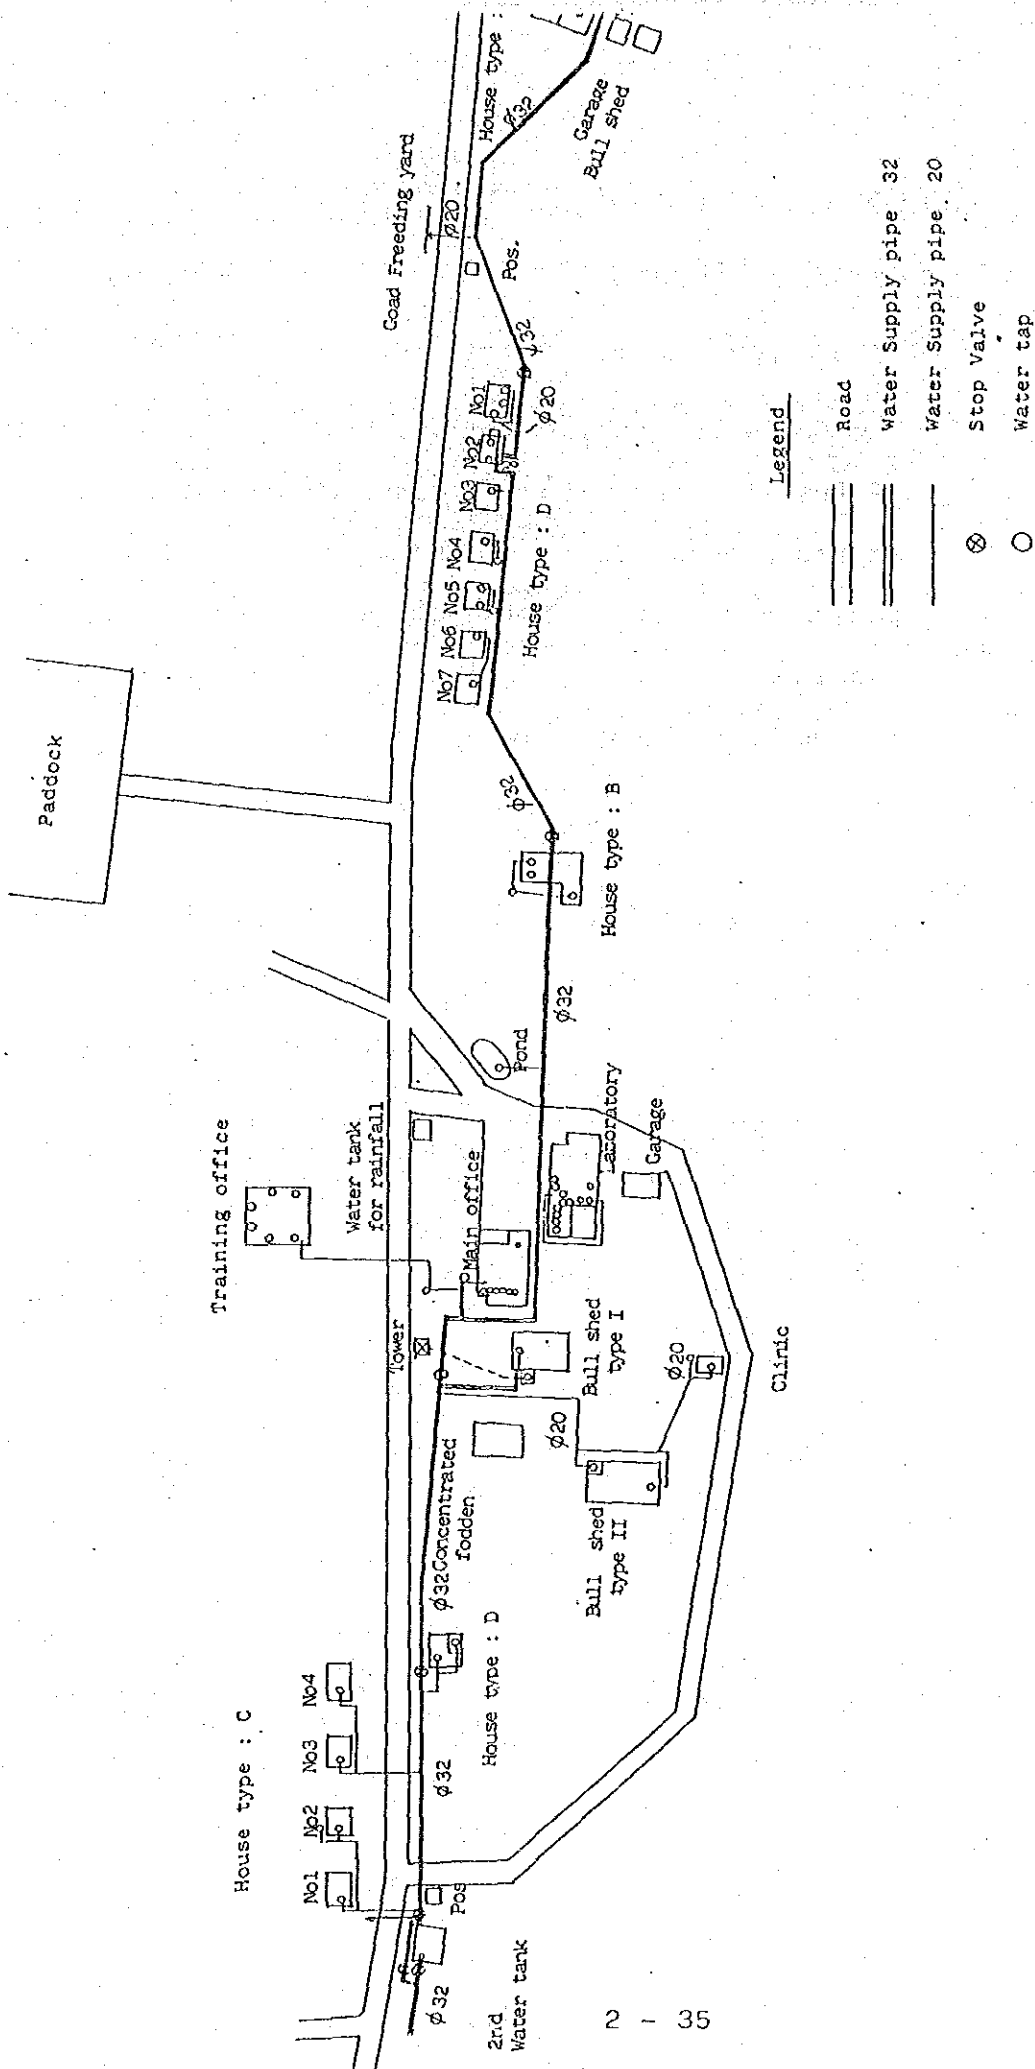 Paddock
Goad Freeding yard
House type :
φ20
φ32
Garage
Bull shed
Pos.
φ32
φ20
No7 No6 No5 No4 No3 No2 No1
House type : D
φ32
House type : B
φ32
Pond
Training office
Water tank
for rainfall
Main office
Laboratory
Garage
Tower
Bull shed
type I
φ20
φ20
Clinic
Bull shed
type II
φ32
Concentrated
fodden
House type : D
House type : C
No1 No2 No3 No4
φ32
Pos
φ32
2nd
Water tank
Legend
Road
Water Supply pipe 32
Water Supply pipe. 20
Stop Valve
Water tap
2 - 35